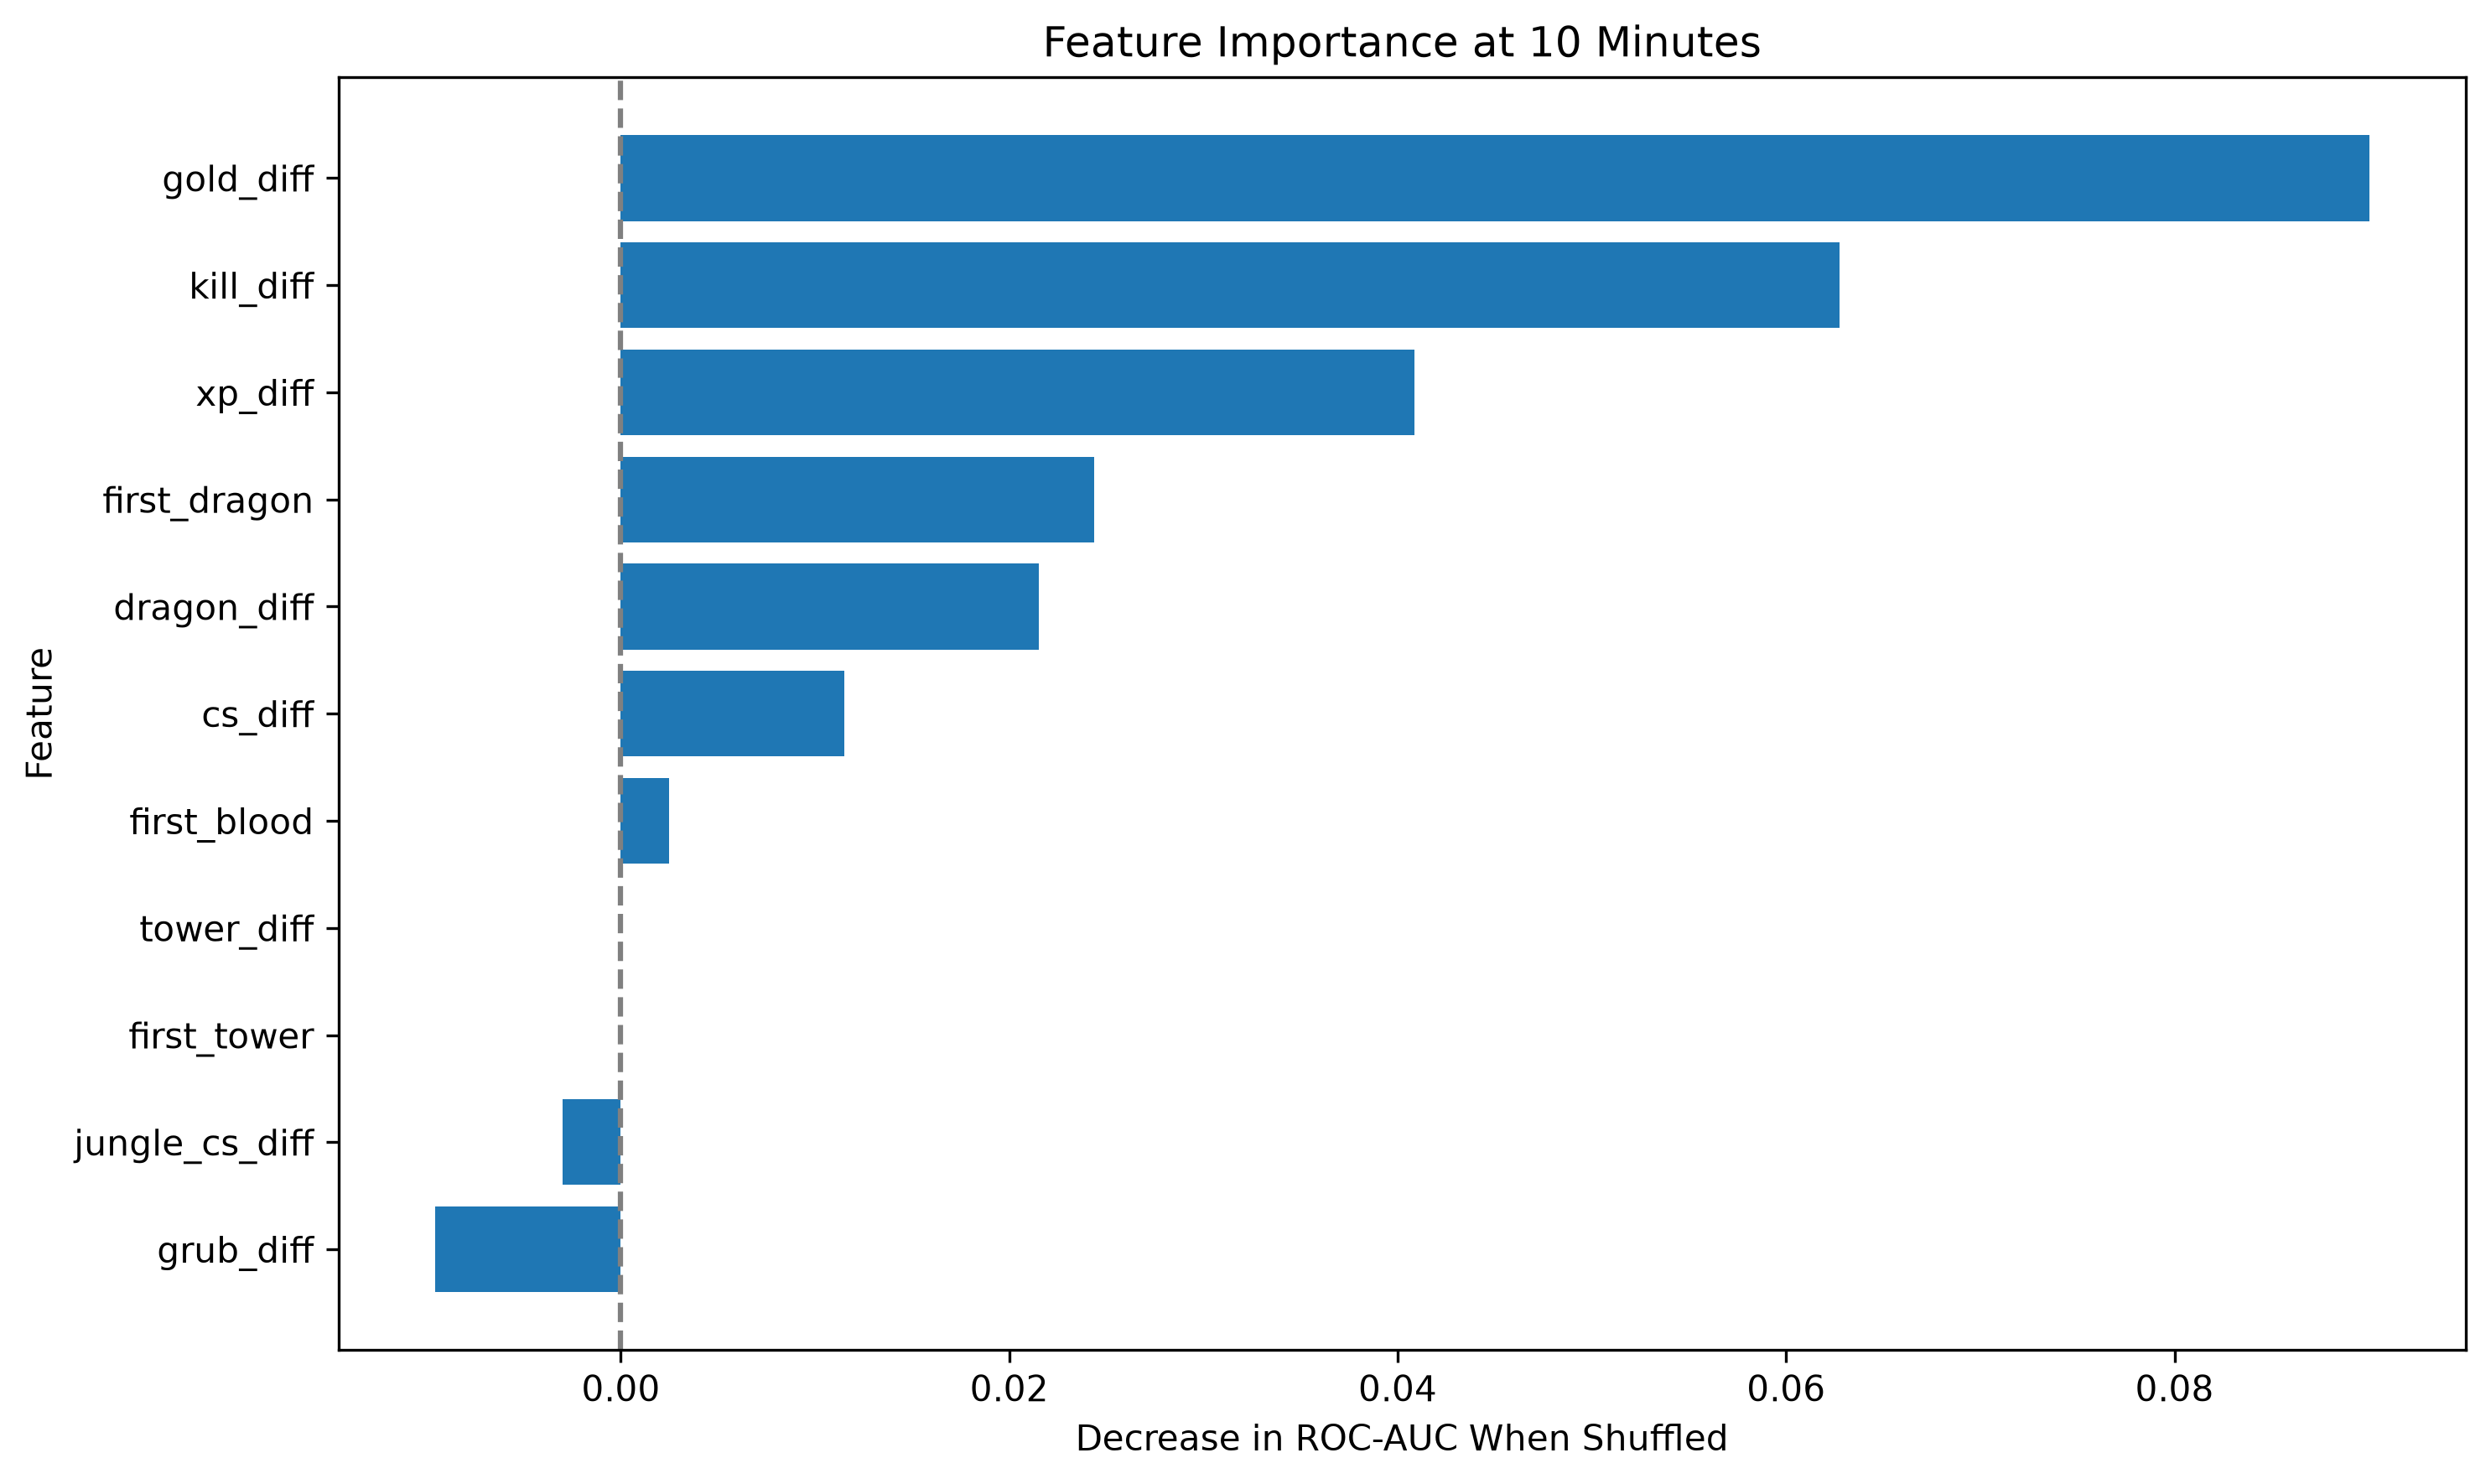 Feature Importance at 10 Minutes
gold_diff
kill_diff
xp_diff
first_dragon
dragon_diff
cs_diff
first_blood
tower_diff
first_tower
jungle_cs_diff
grub_diff
Feature
0.00 0.02 0.04 0.06 0.08
Decrease in ROC-AUC When Shuffled